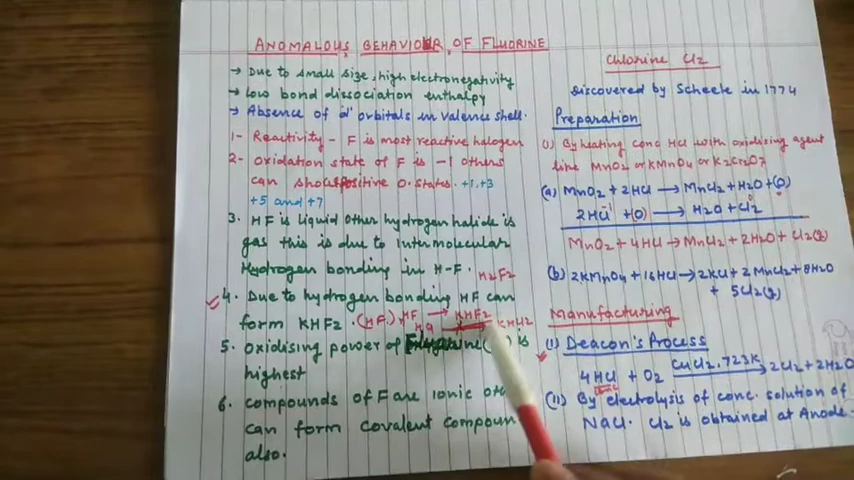 ANOMALOUS BEHAVIOUR OF FLUORINE
→ Due to small size, high electronegativity
→ Low bond dissociation enthalpy
→ Absence of 'd' orbitals in valence shell.
1- Reactivity - F is most reactive halogen
2- Oxidation state of F is -1 others
can show positive O. States. +1, +3
+5 and +7
3. HF is liquid other hydrogen halide is
gas this is due to intermolecular
Hydrogen bonding in H-F. H2F2
4. Due to hydrogen bonding HF can
form KHF2. (HF) HF → KHF2
5. Oxidising power of is
highest
6. Compounds of F are ionic
can form covalent
also.
Chlorine Cl2
discovered by Scheele in 1774
Preparation
(i) By heating conc HCl with oxidising agent
like MnO2 or KMnO4 or K2Cr2O7
(a) MnO2 + 2HCl → MnCl2 + H2O + (O)
2HCl + (O) → H2O + Cl2
MnO2 + 4HCl → MnCl2 + 2H2O + Cl2(g)
(b) 2KMnO4 + 16HCl → 2KCl + 2MnCl2 + 8H2O
+ 5Cl2(g)
Manufacturing
(i) Deacon's Process
4HCl + O2 CuCl2, 723K → 2Cl2 + 2H2O
(ii) By electrolysis of conc. solution of
NaCl. Cl2 is obtained at Anode.